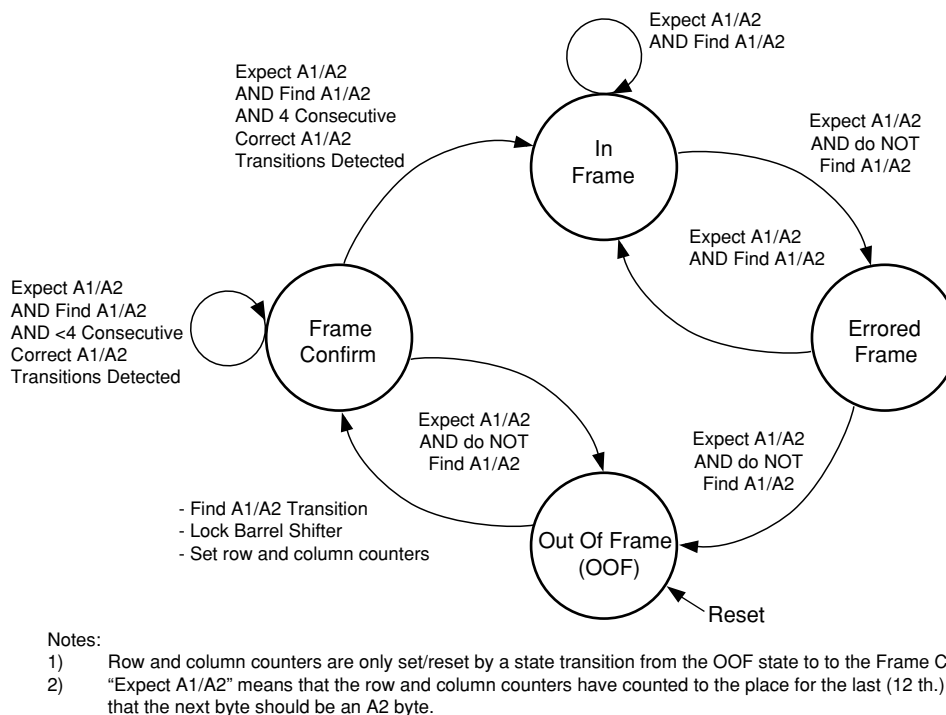 Expect A1/A2
AND Find A1/A2
Expect A1/A2
AND Find A1/A2
AND 4 Consecutive
Correct A1/A2
Transitions Detected
In
Frame
Expect A1/A2
AND do NOT
Find A1/A2
Expect A1/A2
AND Find A1/A2
Expect A1/A2
AND Find A1/A2
AND <4 Consecutive
Correct A1/A2
Transitions Detected
Frame
Confirm
Errored
Frame
Expect A1/A2
AND do NOT
Find A1/A2
Expect A1/A2
AND do NOT
Find A1/A2
- Find A1/A2 Transition
- Lock Barrel Shifter
- Set row and column counters
Out Of Frame
(OOF)
Reset
Notes:
1) Row and column counters are only set/reset by a state transition from the OOF state to to the Frame C
2) “Expect A1/A2” means that the row and column counters have counted to the place for the last (12 th.)
that the next byte should be an A2 byte.